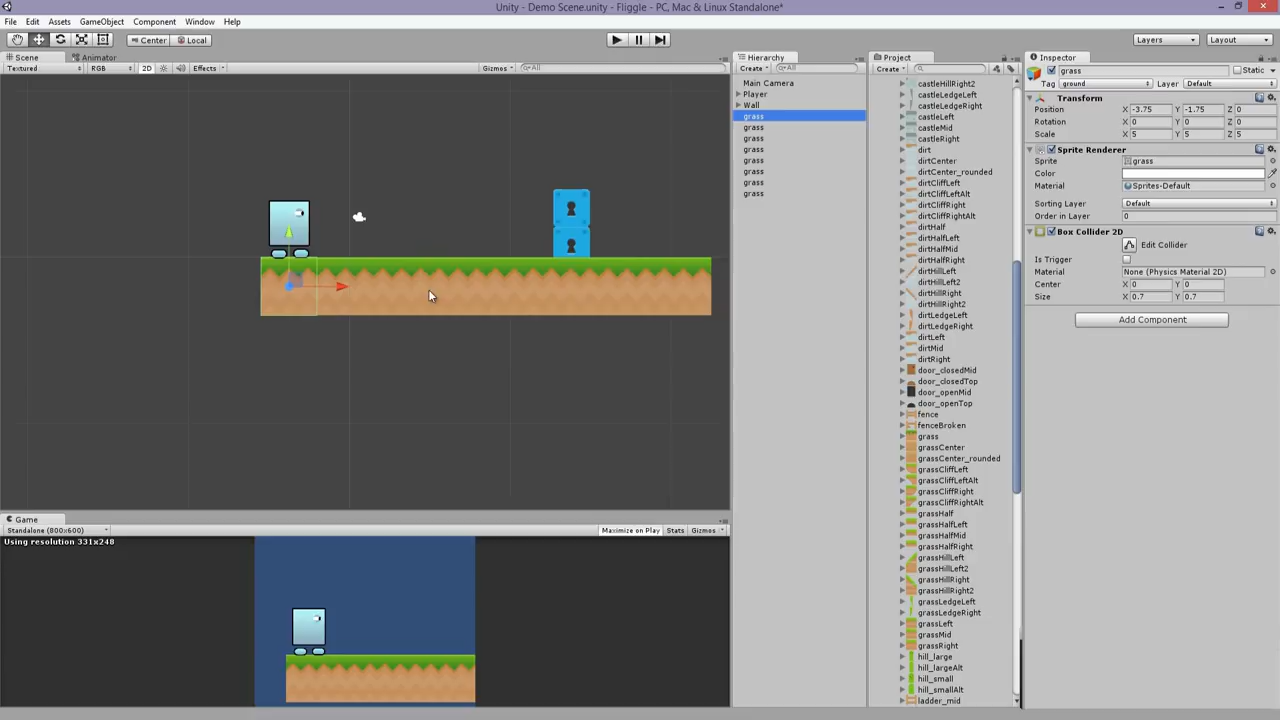 Unity - Demo Scene.unity - Fliggle - PC, Mac & Linux Standalone*
File Edit Assets GameObject Component Window Help
Center Local Layers Layout
Scene Animator
Textured RGB 2D Effects Gizmos All
Hierarchy
Create All
Main Camera
Player
Wall
grass
grass
grass
grass
grass
grass
grass
grass
Project
Create
castleHillRight2
castleLedgeLeft
castleLedgeRight
castleLeft
castleMid
castleRight
dirt
dirtCenter
dirtCenter_rounded
dirtCliffLeft
dirtCliffLeftAlt
dirtCliffRight
dirtCliffRightAlt
dirtHalf
dirtHalfLeft
dirtHalfMid
dirtHalfRight
dirtHillLeft
dirtHillLeft2
dirtHillRight
dirtHillRight2
dirtLedgeLeft
dirtLedgeRight
dirtLeft
dirtMid
dirtRight
door_closedMid
door_closedTop
door_openMid
door_openTop
fence
fenceBroken
grass
grassCenter
grassCenter_rounded
grassCliffLeft
grassCliffLeftAlt
grassCliffRight
grassCliffRightAlt
grassHalf
grassHalfLeft
grassHalfMid
grassHalfRight
grassHillLeft
grassHillLeft2
grassHillRight
grassHillRight2
grassLedgeLeft
grassLedgeRight
grassLeft
grassMid
grassRight
hill_large
hill_largeAlt
hill_small
hill_smallAlt
ladder_mid
Inspector
grass Static
Tag ground Layer Default
Transform
Position X -3.75 Y -1.75 Z 0
Rotation X 0 Y 0 Z 0
Scale X 5 Y 5 Z 5
Sprite Renderer
Sprite grass
Color
Material Sprites-Default
Sorting Layer Default
Order in Layer 0
Box Collider 2D
Edit Collider
Is Trigger
Material None (Physics Material 2D)
Center X 0 Y 0
Size X 0.7 Y 0.7
Add Component
Game
Standalone (800x600) Maximize on Play Stats Gizmos
Using resolution 331x248